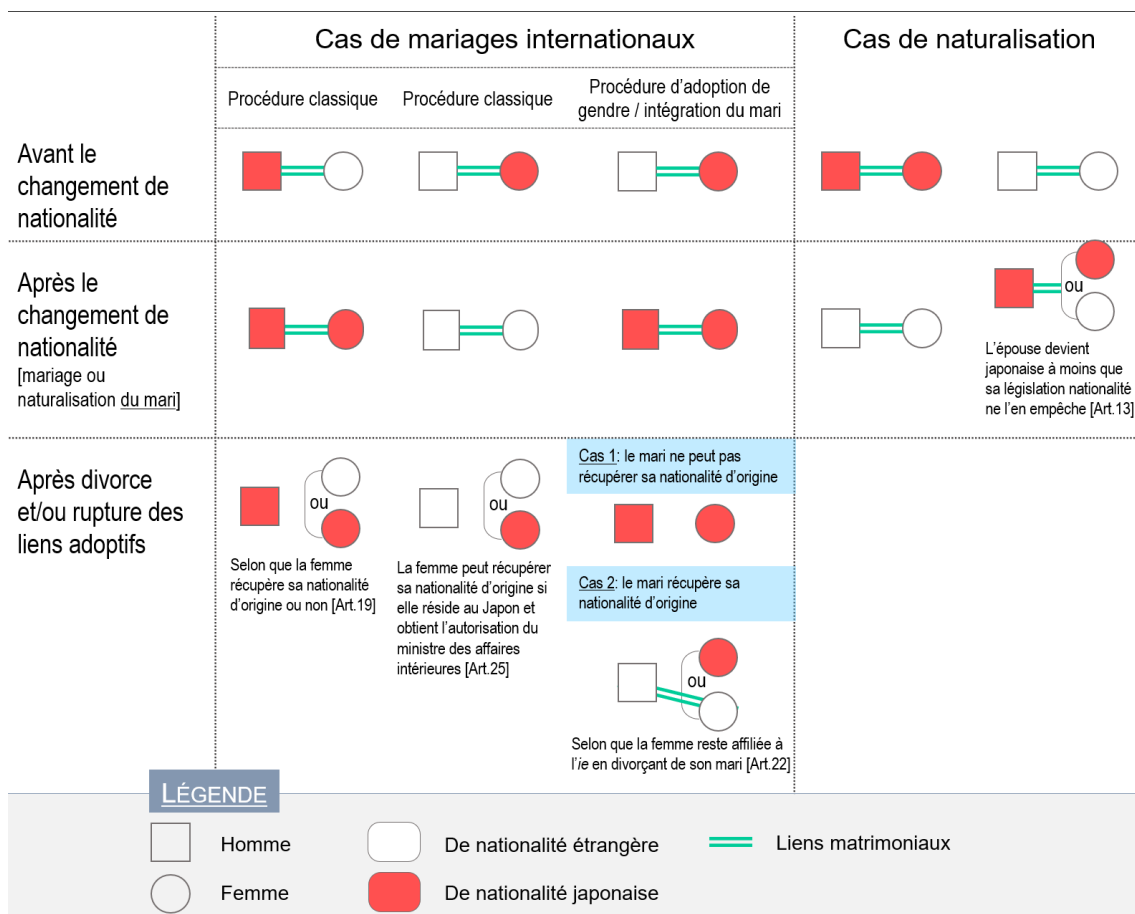 Cas de mariages internationaux
Cas de naturalisation
Procédure classique
Procédure classique
Procédure d’adoption de
gendre / intégration du mari
Avant le
changement de
nationalité
Après le
changement de
nationalité
[mariage ou
naturalisation du mari]
ou
L’épouse devient
japonaise à moins que
sa législation nationalité
ne l’en empêche [Art.13]
Après divorce
et/ou rupture des
liens adoptifs
ou
Selon que la femme
récupère sa nationalité
d’origine ou non [Art.19]
ou
La femme peut récupérer
sa nationalité d’origine si
elle réside au Japon et
obtient l’autorisation du
ministre des affaires
intérieures [Art.25]
Cas 1: le mari ne peut pas
récupérer sa nationalité d’origine
Cas 2: le mari récupère sa
nationalité d’origine
ou
Selon que la femme reste affiliée à
l’ie en divorçant de son mari [Art.22]
LÉGENDE
Homme
De nationalité étrangère
Liens matrimoniaux
Femme
De nationalité japonaise